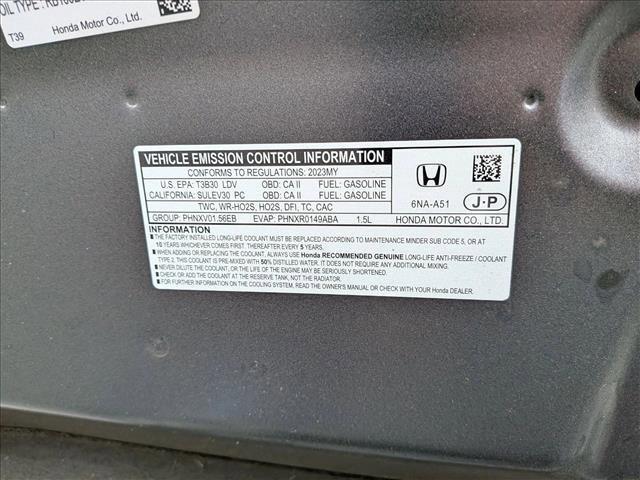 OIL TYPE :
T39 Honda Motor Co., Ltd.
VEHICLE EMISSION CONTROL INFORMATION
CONFORMS TO REGULATIONS: 2023MY
U.S. EPA: T3B30 LDV OBD: CA II FUEL: GASOLINE
CALIFORNIA: SULEV30 PC OBD: CA II FUEL: GASOLINE
TWC, WR-HO2S, HO2S, DFI, TC, CAC
GROUP: PHNXV01.56EB EVAP: PHNXR0149ABA 1.5L
6NA-A51 J-P
HONDA MOTOR CO., LTD.
INFORMATION
■ THE FACTORY INSTALLED LONG-LIFE COOLANT MUST BE REPLACED ACCORDING TO MAINTENANCE MINDER SUB CODE 5, OR AT
10 YEARS WHICHEVER COMES FIRST. THEREAFTER EVERY 5 YEARS.
■ WHEN ADDING OR REPLACING THE COOLANT, ALWAYS USE Honda RECOMMENDED GENUINE LONG-LIFE ANTI-FREEZE / COOLANT
TYPE 2. THIS COOLANT IS PRE-MIXED WITH 50% DISTILLED WATER. IT DOES NOT REQUIRE ANY ADDITIONAL MIXING.
■ NEVER DILUTE THE COOLANT, OR THE LIFE OF THE ENGINE MAY BE SERIOUSLY SHORTENED.
■ CHECK OR ADD THE COOLANT AT THE RESERVE TANK, NOT THE RADIATOR.
■ FOR FURTHER INFORMATION ON THE COOLING SYSTEM, READ THE OWNER'S MANUAL OR CHECK WITH YOUR Honda DEALER.